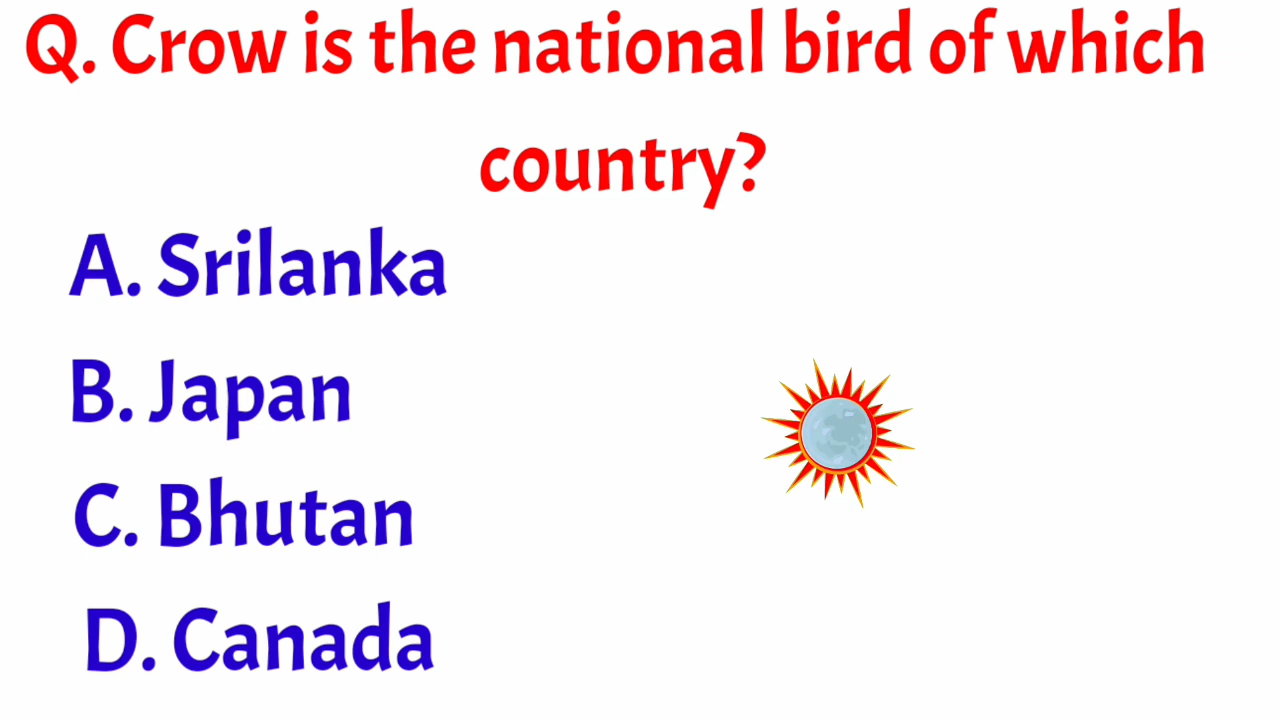 Q. Crow is the national bird of which
country?
A. Srilanka
B. Japan
C. Bhutan
D. Canada